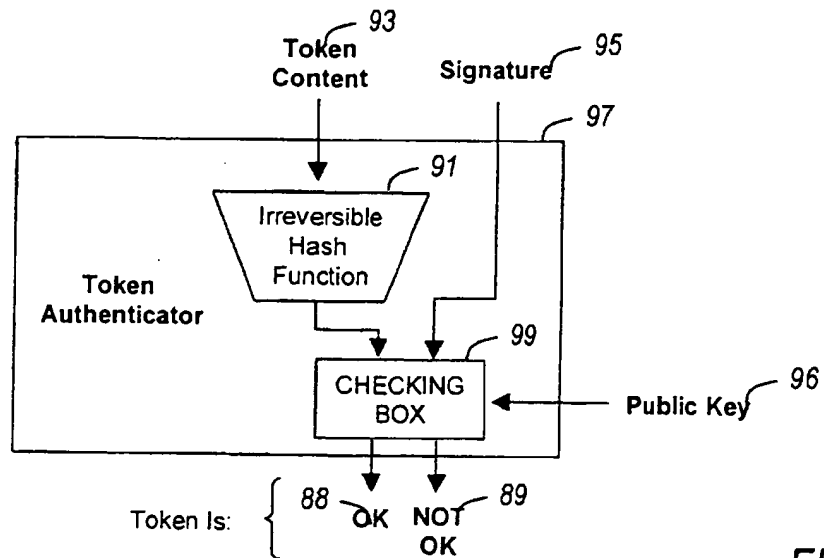 93
Token
Content
Signature
95
97
91
Irreversible
Hash
Function
Token
Authenticator
99
CHECKING
BOX
Public Key
96
Token Is:
88
OK
89
NOT
OK